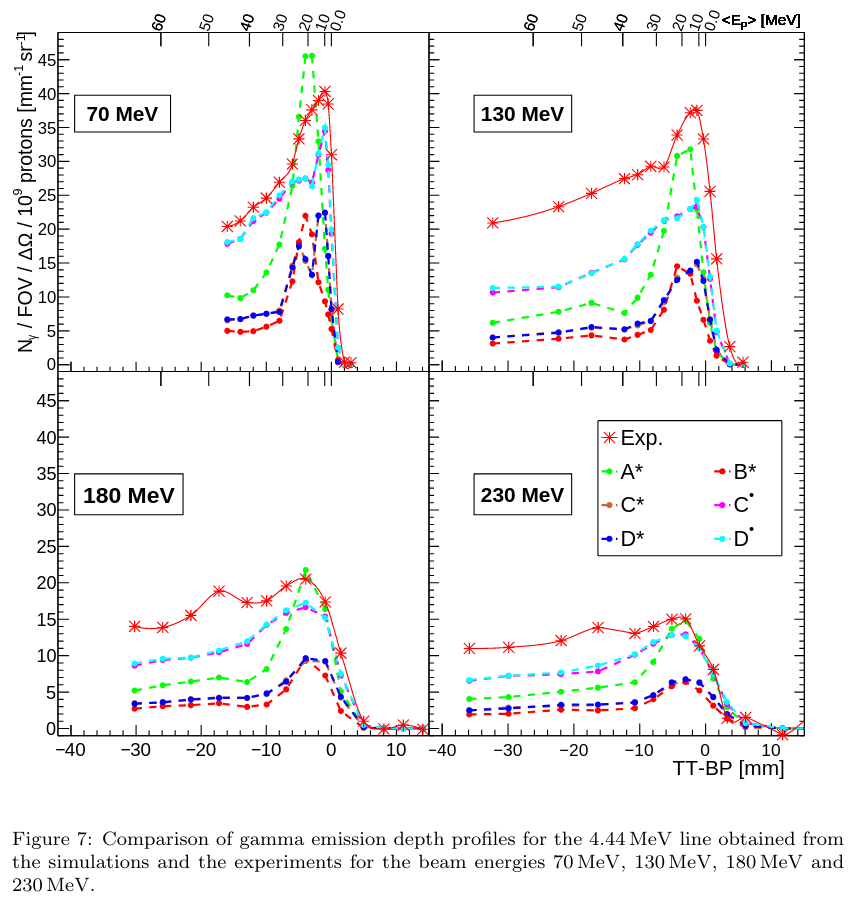 60 50 40 30 20 10 0.0 60 50 40 30 20 10 0.0 <Ep> [MeV]
Nγ / FOV / ΔΩ / 10⁹ protons [mm⁻¹ sr⁻¹]
45
40
35
30
25
20
15
10
5
0
70 MeV
130 MeV
45
40
35
30
25
20
15
10
5
0
180 MeV
230 MeV
Exp.
A* B*
C* C•
D* D•
−40 −30 −20 −10 0 10 −40 −30 −20 −10 0 10
TT-BP [mm]
Figure 7: Comparison of gamma emission depth profiles for the 4.44 MeV line obtained from
the simulations and the experiments for the beam energies 70 MeV, 130 MeV, 180 MeV and
230 MeV.